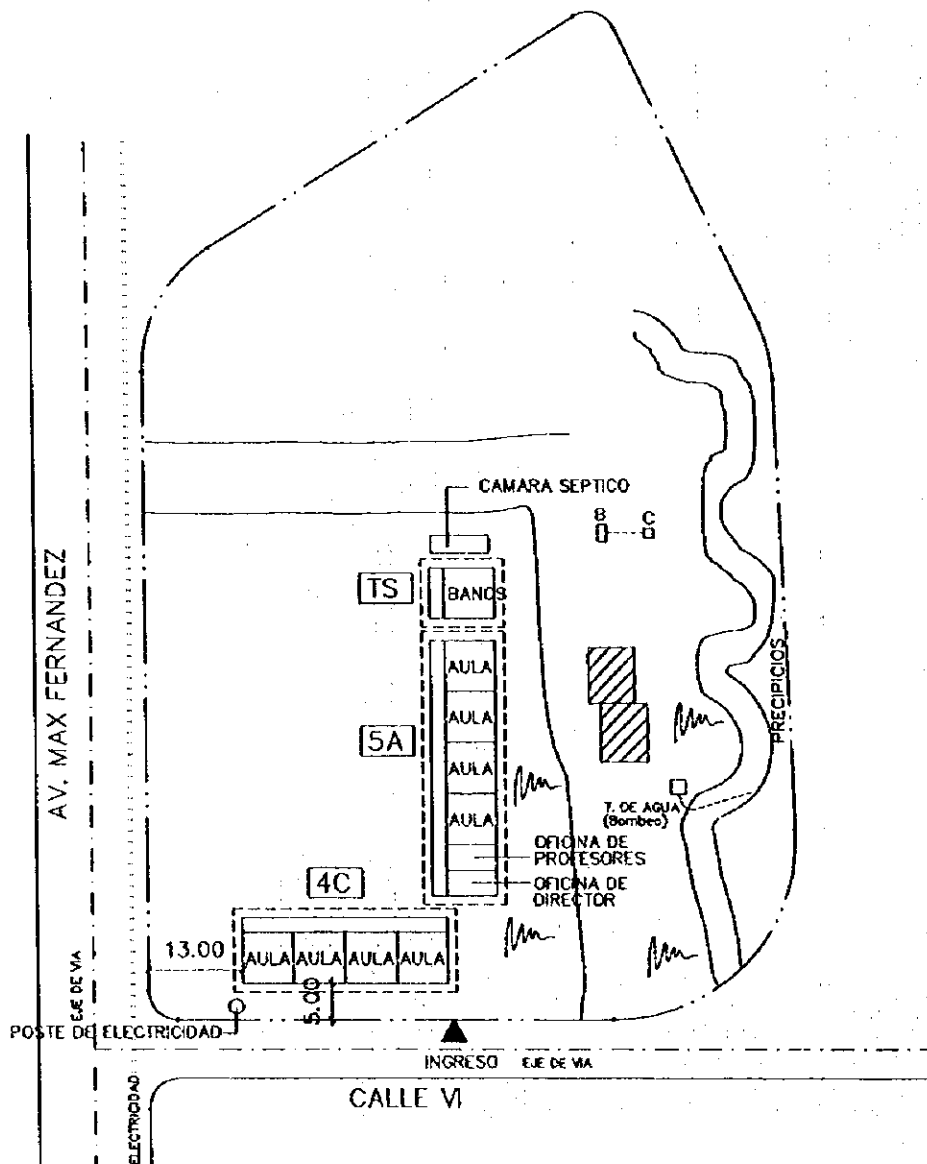 CAMARA SEPTICO
B
C
TS
BANOS
AULA
AULA
5A
AULA
AULA
OFICINA DE
PROFESORES
OFICINA DE
DIRECTOR
T. DE AGUA
(Bombeo)
PRECIPICIOS
AV. MAX FERNANDEZ
4C
13.00
AULA
AULA
AULA
AULA
5.00
EJE DE VIA
POSTE DE ELECTRICIDAD
INGRESO
EJE DE VIA
CALLE VI
ELECTRICIDAD